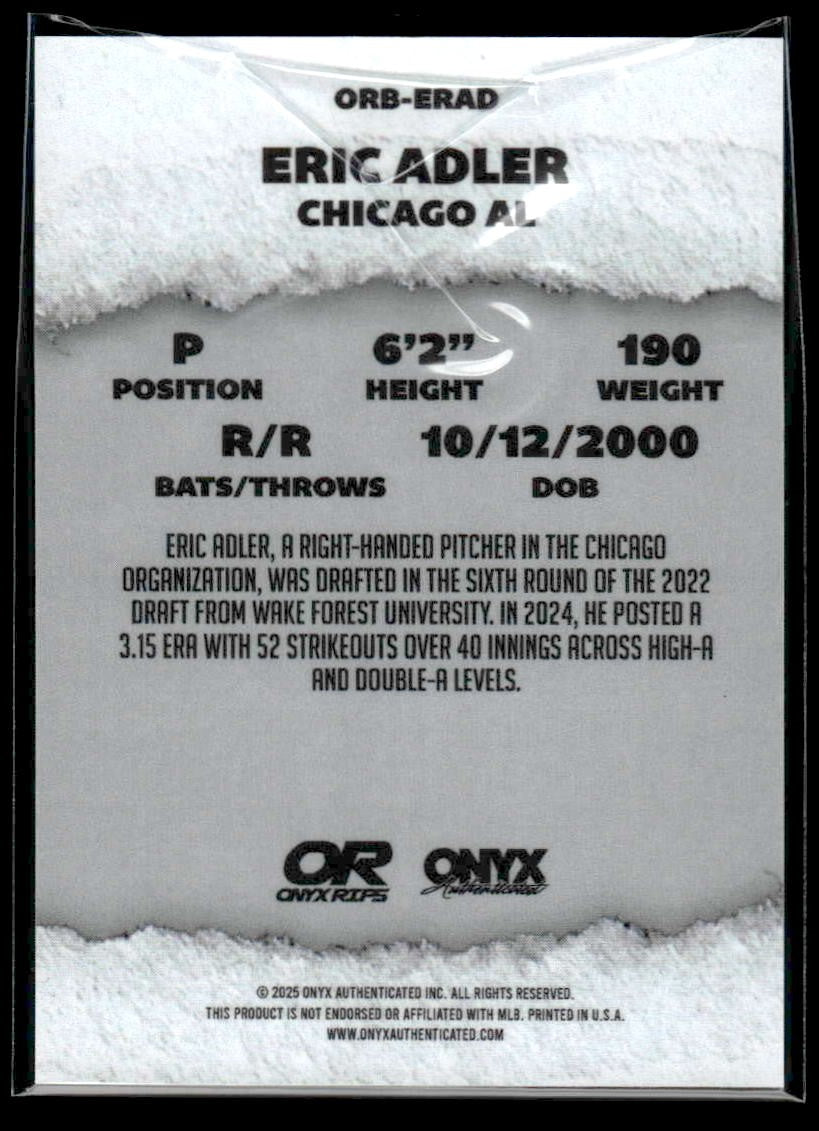 ORB-ERAD
ERIC ADLER
CHICAGO AL
P 6'2” 190
POSITION HEIGHT WEIGHT
R/R 10/12/2000
BATS/THROWS DOB
ERIC ADLER, A RIGHT-HANDED PITCHER IN THE CHICAGO
ORGANIZATION, WAS DRAFTED IN THE SIXTH ROUND OF THE 2022
DRAFT FROM WAKE FOREST UNIVERSITY. IN 2024, HE POSTED A
3.15 ERA WITH 52 STRIKEOUTS OVER 40 INNINGS ACROSS HIGH-A
AND DOUBLE-A LEVELS.
OR ONYX
ONYX RIPS Authenticated
© 2025 ONYX AUTHENTICATED INC. ALL RIGHTS RESERVED.
THIS PRODUCT IS NOT ENDORSED OR AFFILIATED WITH MLB. PRINTED IN U.S.A.
WWW.ONYXAUTHENTICATED.COM